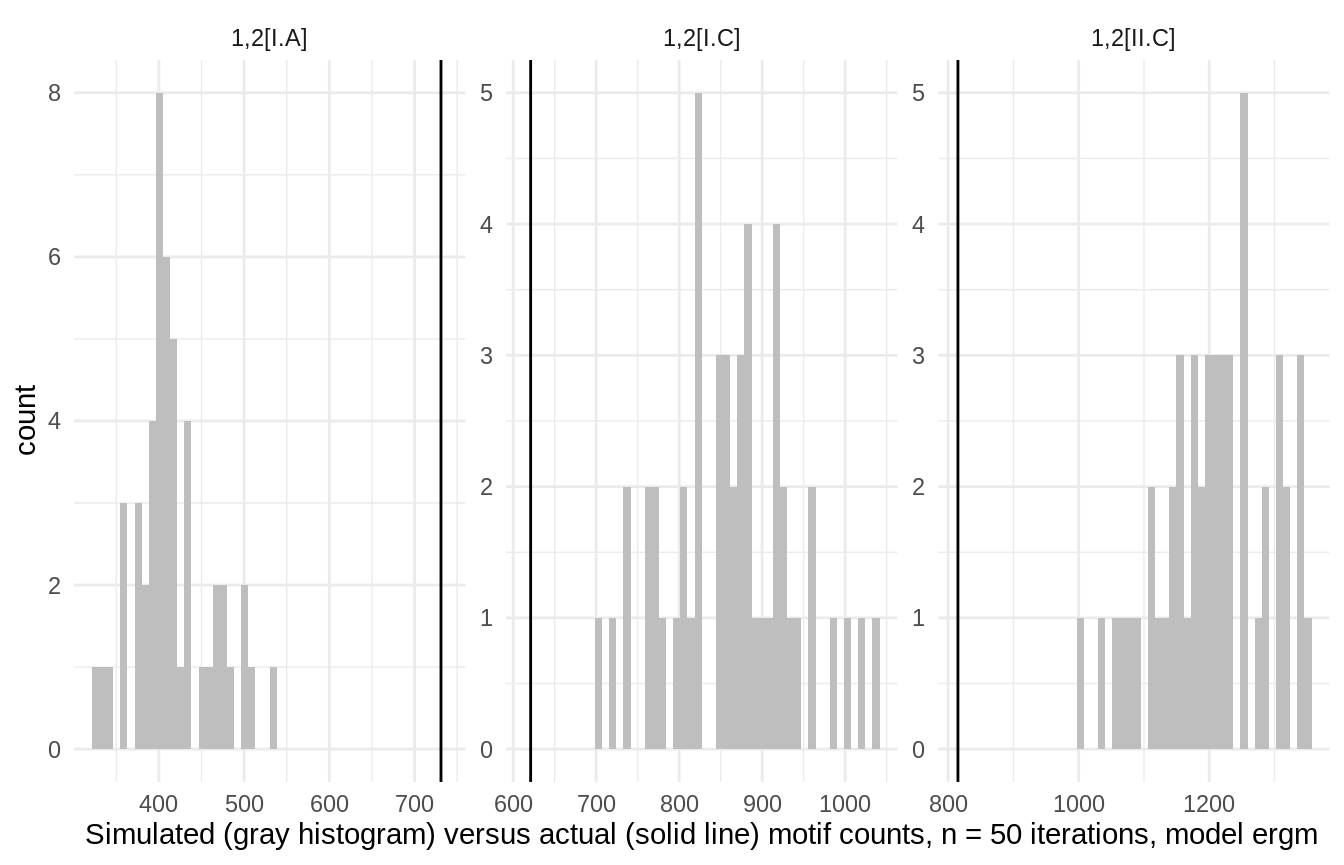 1,2[I.A] 1,2[I.C] 1,2[II.C]
8 5 5
4 4
6
3 3
count
4
2 2
2
1 1
0 0 0
400 500 600 700 600 700 800 900 1000 800 1000 1200
Simulated (gray histogram) versus actual (solid line) motif counts, n = 50 iterations, model ergm